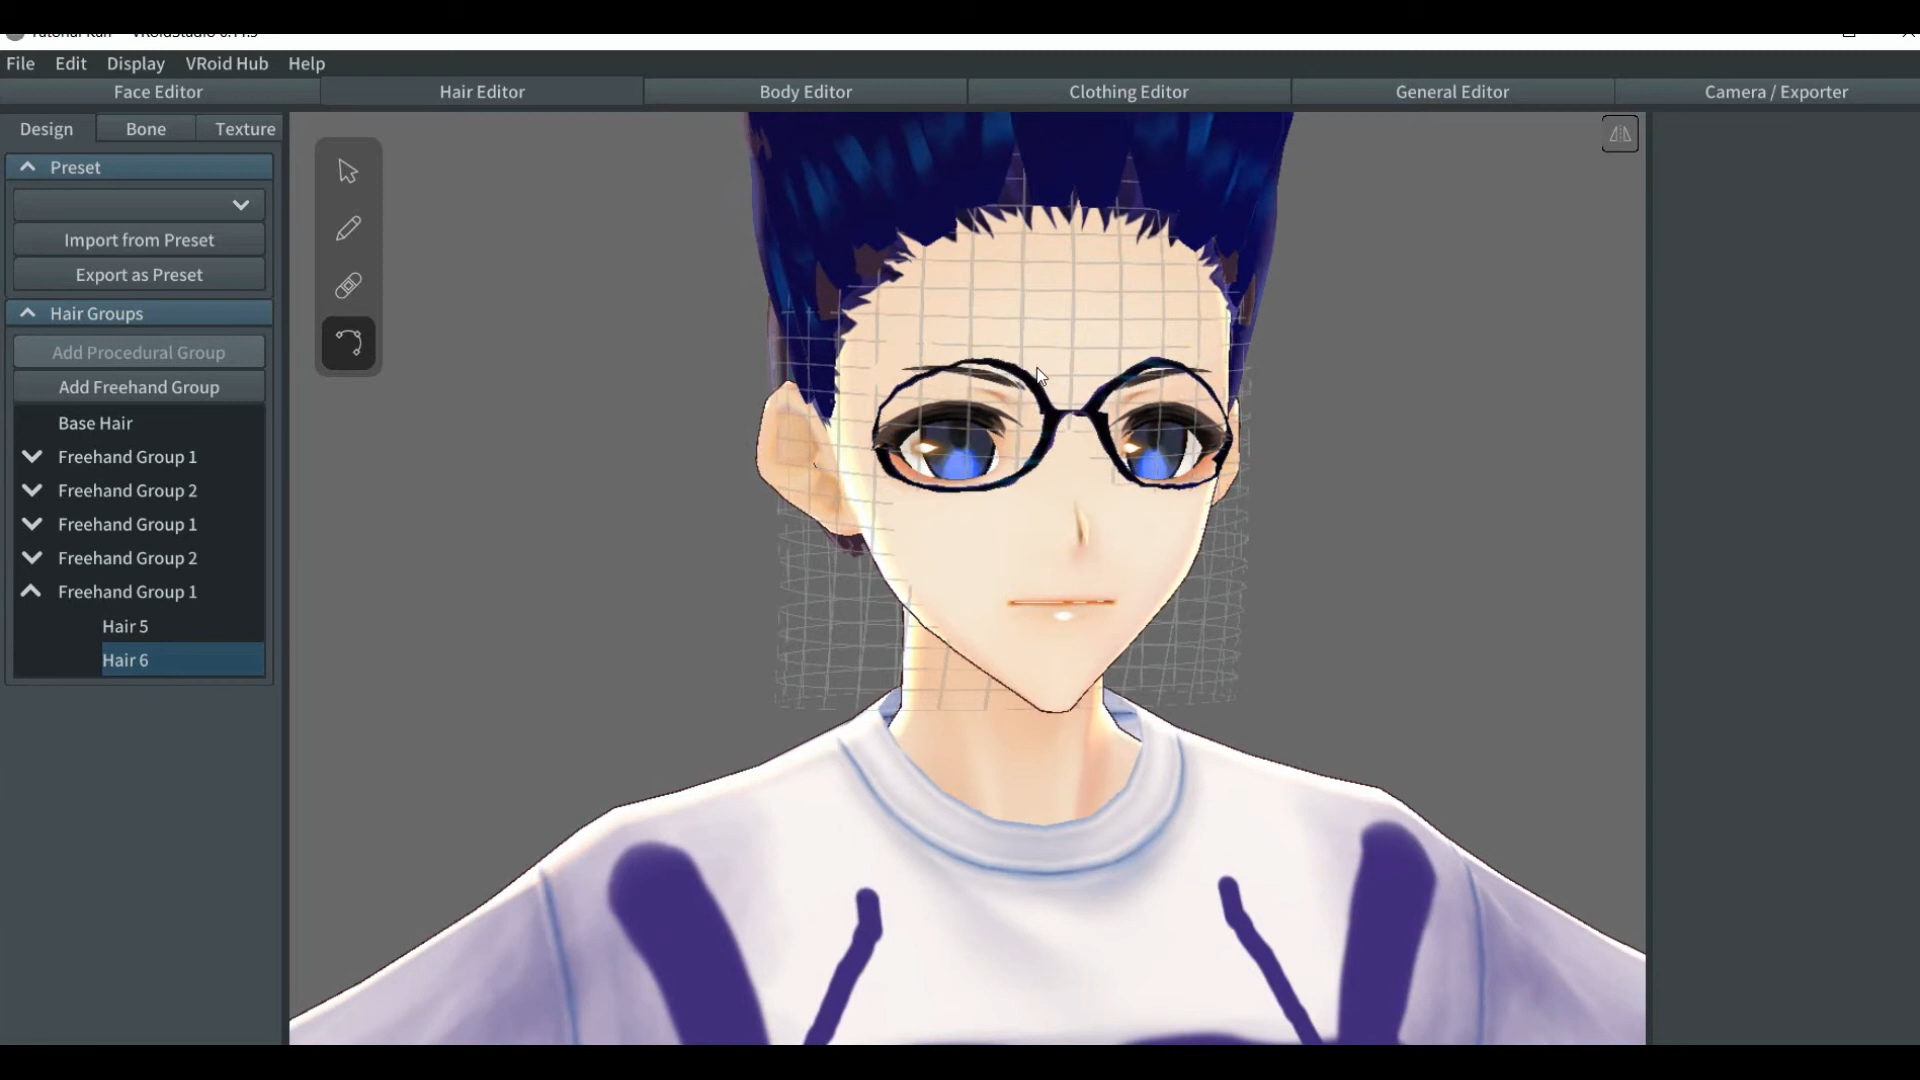 File Edit Display VRoid Hub Help
Face Editor Hair Editor Body Editor Clothing Editor General Editor Camera / Exporter
Design Bone Texture
Preset
Import from Preset
Export as Preset
Hair Groups
Add Procedural Group
Add Freehand Group
Base Hair
Freehand Group 1
Freehand Group 2
Freehand Group 1
Freehand Group 2
Freehand Group 1
Hair 5
Hair 6